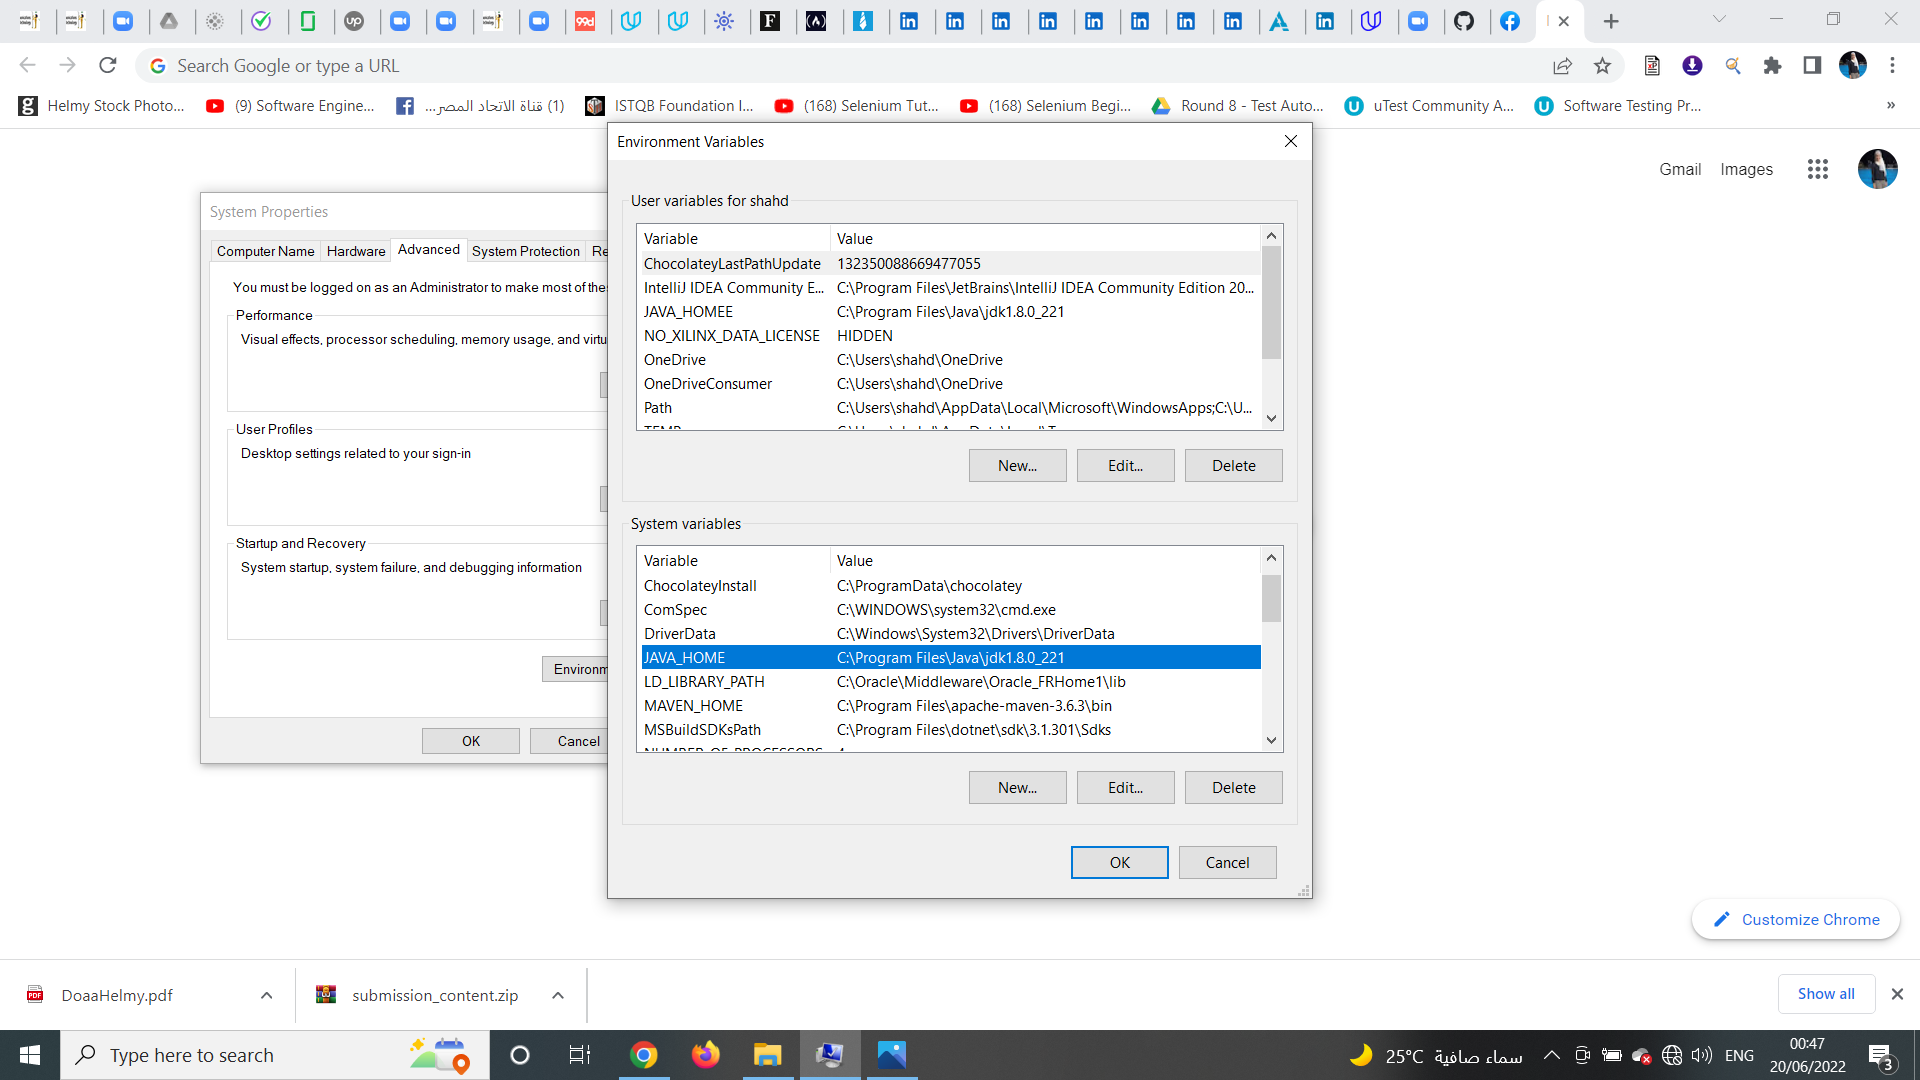 Search Google or type a URL
Helmy Stock Photo...
(9) Software Engine...
(1) قناة الاتحاد المصر...
ISTQB Foundation I...
(168) Selenium Tut...
(168) Selenium Begi...
Round 8 - Test Auto...
uTest Community A...
Software Testing Pr...
»
Gmail
Images
System Properties
Computer Name
Hardware
Advanced
System Protection
Re
You must be logged on as an Administrator to make most of the
Performance
Visual effects, processor scheduling, memory usage, and virtu
User Profiles
Desktop settings related to your sign-in
Startup and Recovery
System startup, system failure, and debugging information
Environm
OK
Cancel
Environment Variables
User variables for shahd
Variable Value
ChocolateyLastPathUpdate 132350088669477055
IntelliJ IDEA Community E... C:\Program Files\JetBrains\IntelliJ IDEA Community Edition 20...
JAVA_HOMEE C:\Program Files\Java\jdk1.8.0_221
NO_XILINX_DATA_LICENSE HIDDEN
OneDrive C:\Users\shahd\OneDrive
OneDriveConsumer C:\Users\shahd\OneDrive
Path C:\Users\shahd\AppData\Local\Microsoft\WindowsApps;C:\U...
New...
Edit...
Delete
System variables
Variable Value
ChocolateyInstall C:\ProgramData\chocolatey
ComSpec C:\WINDOWS\system32\cmd.exe
DriverData C:\Windows\System32\Drivers\DriverData
JAVA_HOME C:\Program Files\Java\jdk1.8.0_221
LD_LIBRARY_PATH C:\Oracle\Middleware\Oracle_FRHome1\lib
MAVEN_HOME C:\Program Files\apache-maven-3.6.3\bin
MSBuildSDKsPath C:\Program Files\dotnet\sdk\3.1.301\Sdks
NUMBER_OF_PROCESSORS 4
New...
Edit...
Delete
OK
Cancel
Customize Chrome
DoaaHelmy.pdf
submission_content.zip
Show all
Type here to search
25°C سماء صافية
ENG
00:47
20/06/2022
3